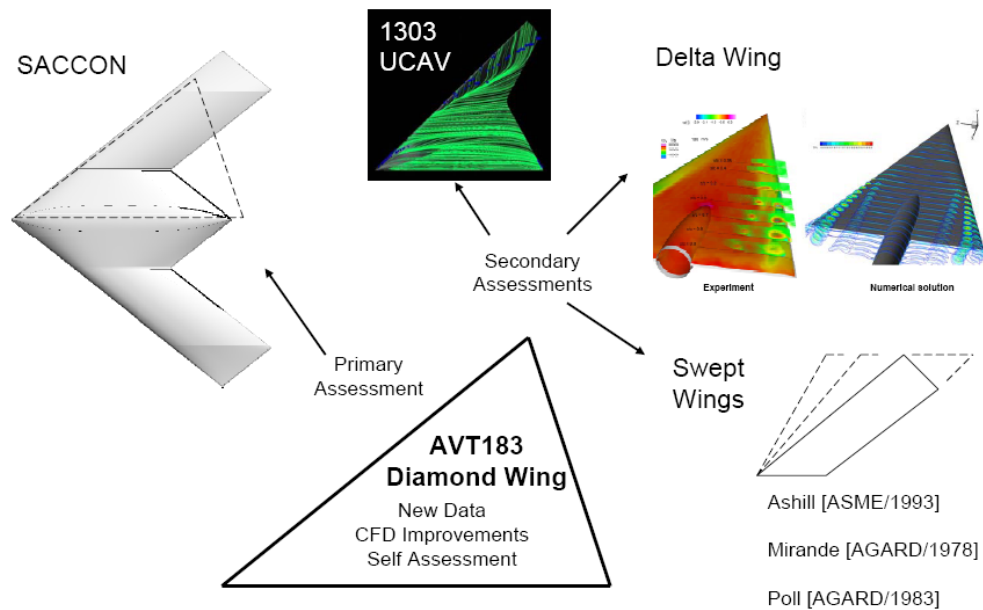 SACCON
1303
UCAV
Delta Wing
Experiment
Numerical solution
Secondary
Assessments
Primary
Assessment
Swept
Wings
AVT183
Diamond Wing
New Data
CFD Improvements
Self Assessment
Ashill [ASME/1993]
Mirande [AGARD/1978]
Poll [AGARD/1983]